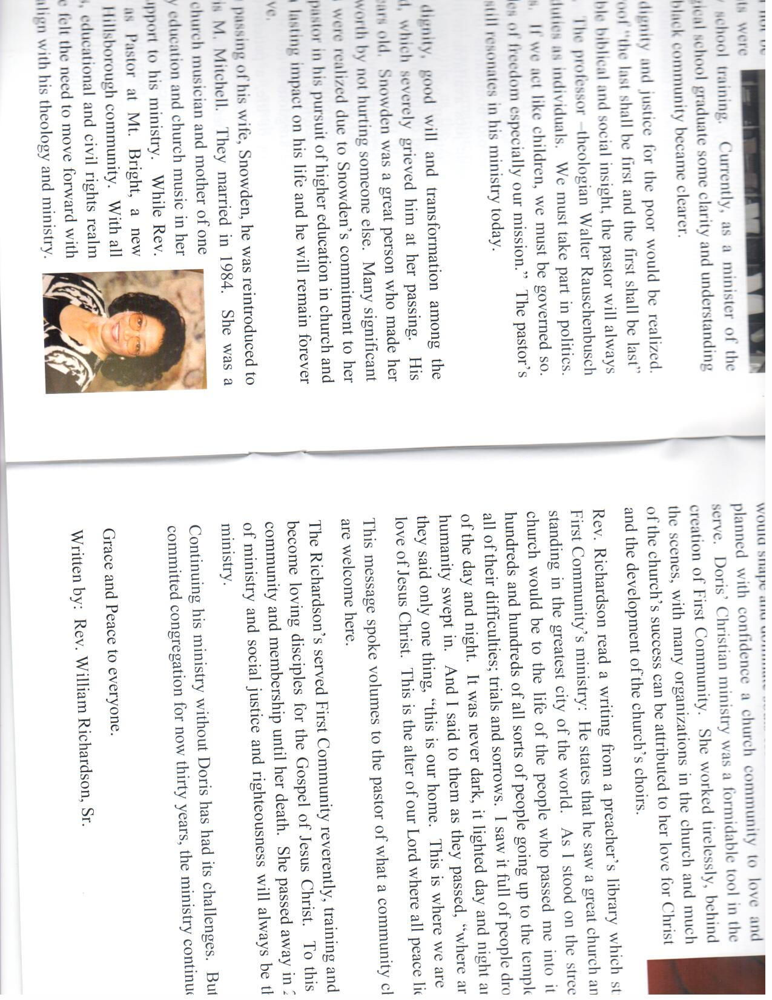 not be
ts were
school training. Currently, as a minister of the
gical school graduate some clarity and understanding
black community became clearer.
dignity and justice for the poor would be realized.
roof "the last shall be first and the first shall be last"
ble biblical and social insight, the pastor will always
. The professor –theologian Walter Rauschenbusch
duties as individuals. We must take part in politics.
s. If we act like children, we must be governed so.
les of freedom especially our mission." The pastor's
still resonates in his ministry today.
dignity, good will and transformation among the
d, which severely grieved him at her passing. His
ears old. Snowden was a great person who made her
worth by not hurting someone else. Many significant
were realized due to Snowden's commitment to her
pastor in his pursuit of higher education in church and
lasting impact on his life and he will remain forever
ve.
passing of his wife, Snowden, he was reintroduced to
is M. Mitchell. They married in 1984. She was a
church musician and mother of one
y education and church music in her
upport to his ministry. While Rev.
as Pastor at Mt. Bright, a new
Hillsborough community. With all
s, educational and civil rights realm
e felt the need to move forward with
align with his theology and ministry.
would shape and
planned with confidence a church community to love and
serve. Doris' Christian ministry was a formidable tool in the
creation of First Community. She worked tirelessly, behind
the scenes, with many organizations in the church and much
of the church's success can be attributed to her love for Christ
and the development of the church's choirs.
Rev. Richardson read a writing from a preacher's library which st
First Community's ministry: He states that he saw a great church an
standing in the greatest city of the world. As I stood on the stree
church would be to the life of the people who passed me into it
hundreds and hundreds of all sorts of people going up to the temple
all of their difficulties; trials and sorrows. I saw it full of people dro
of the day and night. It was never dark, it lighted day and night an
humanity swept in. And I said to them as they passed, "where ar
they said only one thing, "this is our home. This is where we are
love of Jesus Christ. This is the alter of our Lord where all peace lie
This message spoke volumes to the pastor of what a community ch
are welcome here.
The Richardson's served First Community reverently, training and
become loving disciples for the Gospel of Jesus Christ. To this
community and membership until her death. She passed away in 2
of ministry and social justice and righteousness will always be th
ministry.
Continuing his ministry without Doris has had its challenges. But
committed congregation for now thirty years, the ministry continue
Grace and Peace to everyone.
Written by: Rev. William Richardson, Sr.